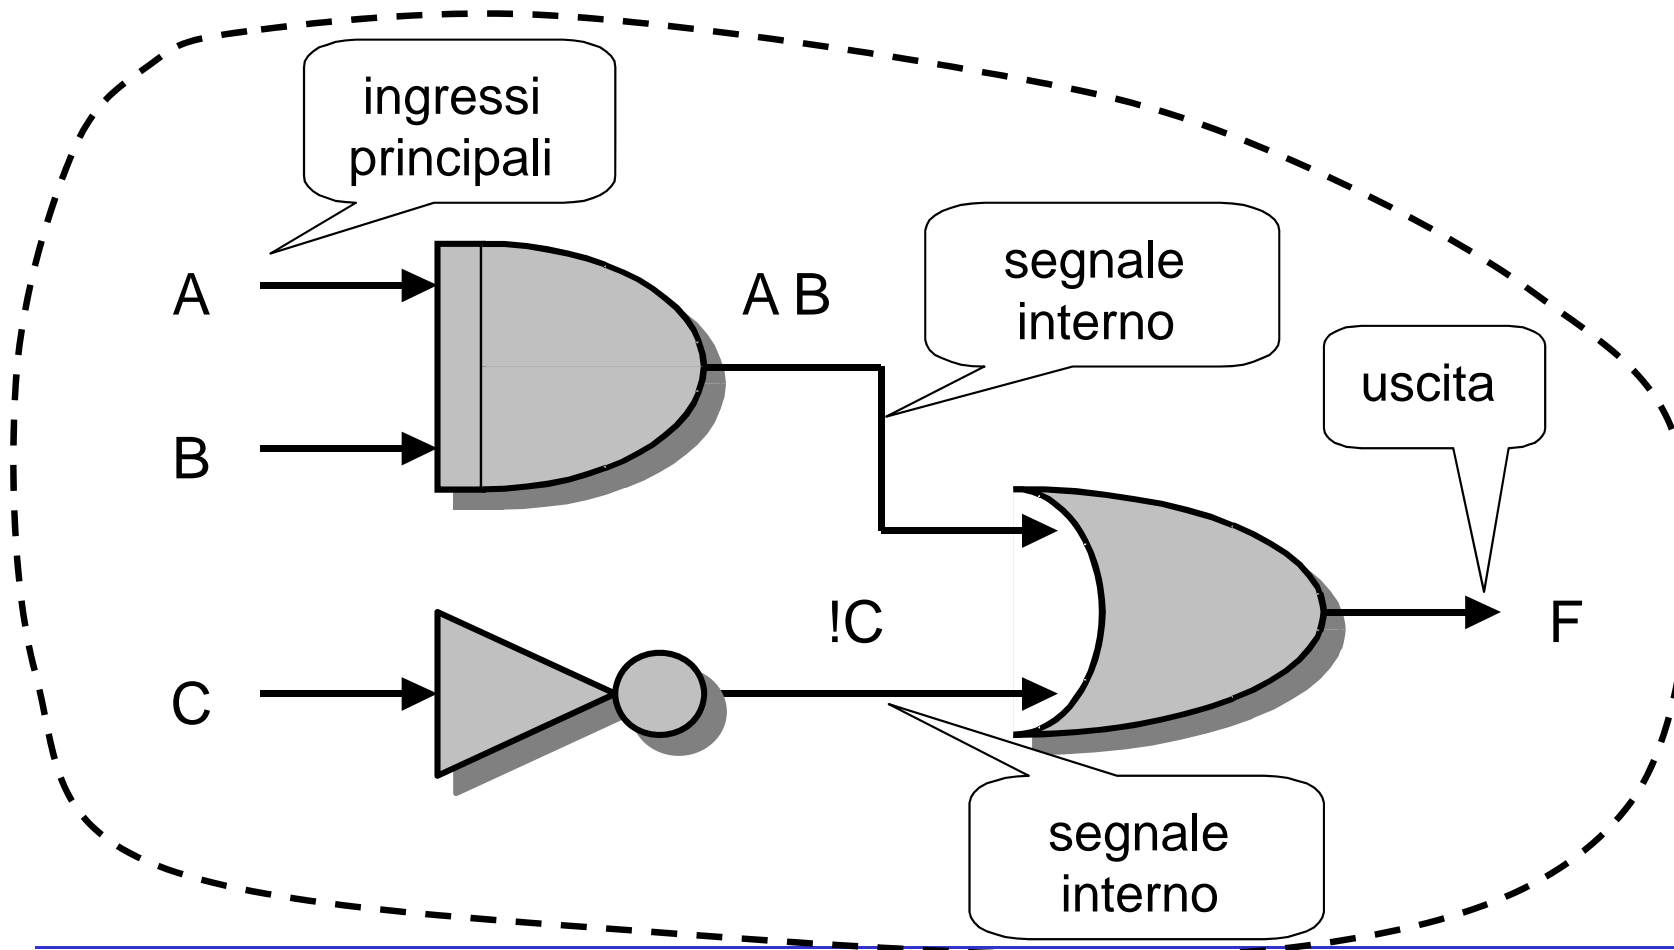 ingressi
principali
A
A B
segnale
interno
uscita
B
!C
F
C
segnale
interno